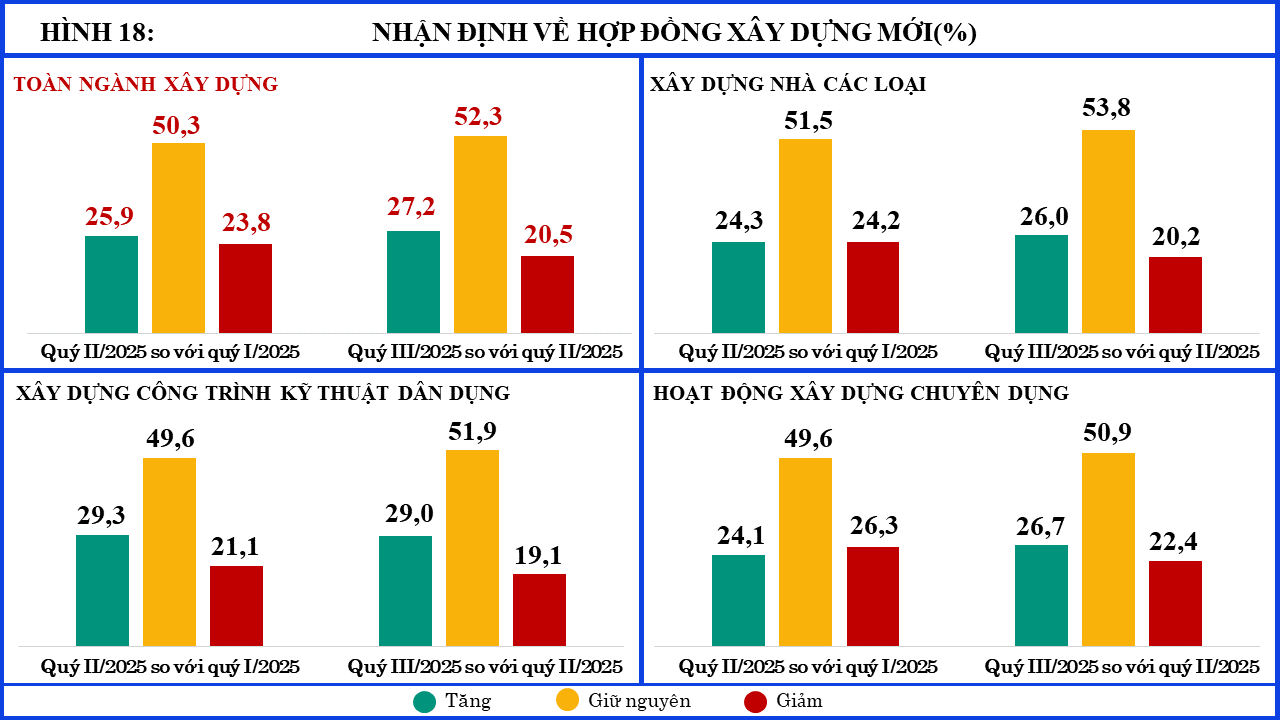 HÌNH 18: NHẬN ĐỊNH VỀ HỢP ĐỒNG XÂY DỰNG MỚI(%)
TOÀN NGÀNH XÂY DỰNG
25,9 50,3 23,8 27,2 52,3 20,5
Quý II/2025 so với quý I/2025 Quý III/2025 so với quý II/2025
XÂY DỰNG NHÀ CÁC LOẠI
24,3 51,5 24,2 26,0 53,8 20,2
Quý II/2025 so với quý I/2025 Quý III/2025 so với quý II/2025
XÂY DỰNG CÔNG TRÌNH KỸ THUẬT DÂN DỤNG
29,3 49,6 21,1 29,0 51,9 19,1
Quý II/2025 so với quý I/2025 Quý III/2025 so với quý II/2025
HOẠT ĐỘNG XÂY DỰNG CHUYÊN DỤNG
24,1 49,6 26,3 26,7 50,9 22,4
Quý II/2025 so với quý I/2025 Quý III/2025 so với quý II/2025
Tăng Giữ nguyên Giảm